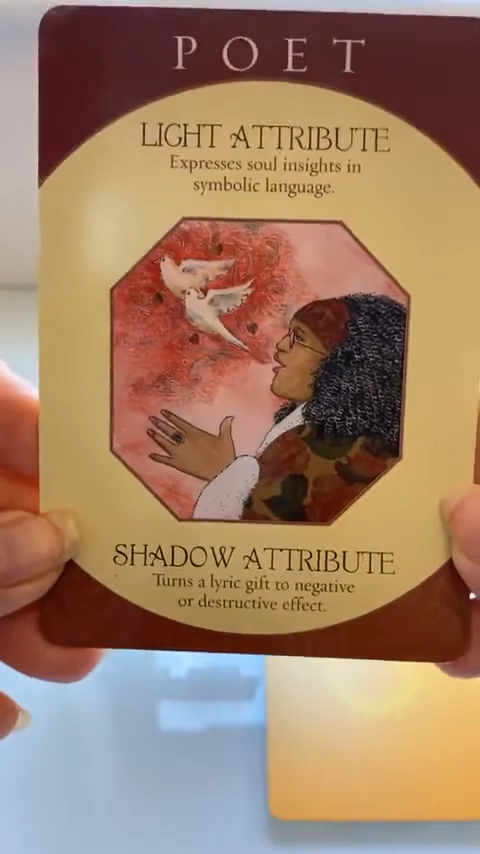 POET
LIGHT ATTRIBUTE
Expresses soul insights in
symbolic language.
SHADOW ATTRIBUTE
Turns a lyric gift to negative
or destructive effect.